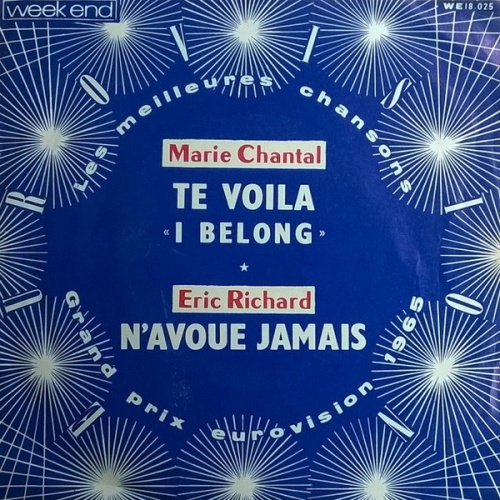 week end
WE 18.025
EUROVISION
Les meilleures chansons
Marie Chantal
TE VOILA
« I BELONG »
Eric Richard
N'AVOUE JAMAIS
Grand prix eurovision 1965